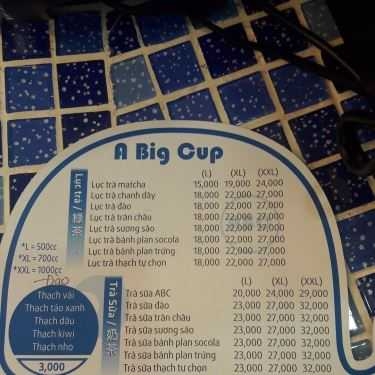 A Big Cup
Lục trà / 綠茶
(L) (XL) (XXL)
Lục trà matcha 15,000 19,000 24,000
Lục trà chanh dây 18,000 22,000 27,000
Lục trà đào 18,000 22,000 27,000
Lục trà trân châu 18,000 22,000 27,000
Lục trà sương sáo 18,000 22,000 27,000
Lục trà bánh plan socola 18,000 22,000 27,000
Lục trà bánh plan trứng 18,000 22,000 27,000
Lục trà thạch tự chọn 18,000 22,000 27,000
*L = 500cc
*XL = 700cc
*XXL = 1000cc
Đào
Thạch vải
Thạch táo xanh
Thạch dâu
Thạch kiwi
Thạch nho
3,000
Trà Sữa /
(L) (XL) (XXL)
Trà sữa ABC 20,000 24,000 29,000
Trà sữa đào 23,000 27,000 32,000
Trà sữa trân châu 23,000 27,000 32,000
Trà sữa sương sáo 23,000 27,000 32,000
Trà sữa bánh plan socola 23,000 27,000 32,000
Trà sữa bánh plan trứng 23,000 27,000 32,000
Trà sữa thạch tự chọn 23,000 27,000 32,000